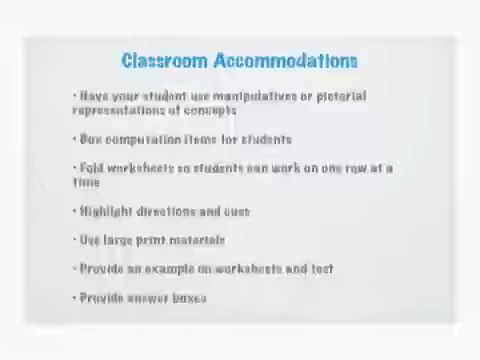 Classroom Accommodations
• Have your student use manipulatives or pictorial
representations of concepts
• Box computation items for students
• Fold worksheets so students can work on one row at a
time
• Highlight directions and cues
• Use large print materials
• Provide an example on worksheets and test
• Provide answer boxes